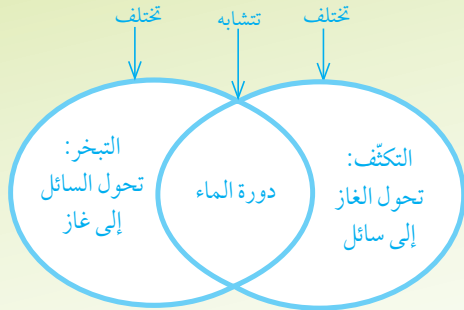 تختلف
تتشابه
تختلف
التكثّف:
تحول الغاز
إلى سائل
دورة الماء
التبخر:
تحول السائل
إلى غاز